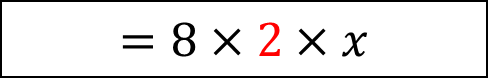 = 8 × 2 × x